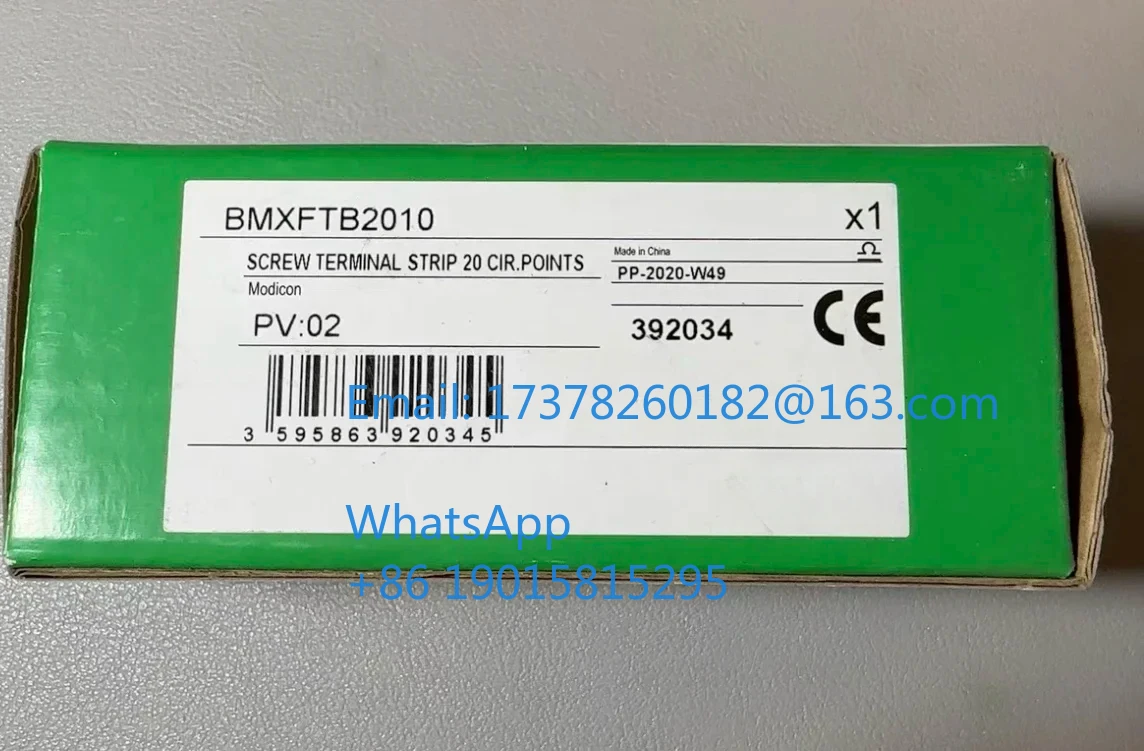 BMXFTB2010
x1
SCREW TERMINAL STRIP 20 CIR.POINTS
Made in China
Modicon
PP-2020-W49
PV:02
392034
CE
Email: 17378260182@163.com
3 595863 920345
WhatsApp
+86 19015815295